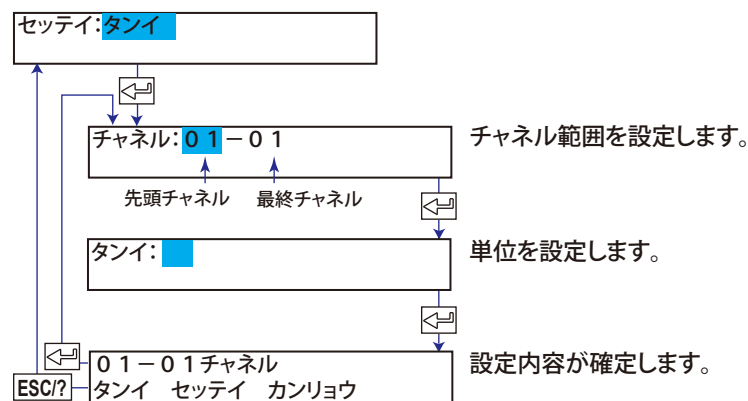 セッテイ：タンイ
チャネル：０１－０１
チャネル範囲を設定します。
先頭チャネル 最終チャネル
タンイ：
単位を設定します。
０１－０１チャネル
設定内容が確定します。
ESC/?
タンイ　セッテイ　カンリョウ